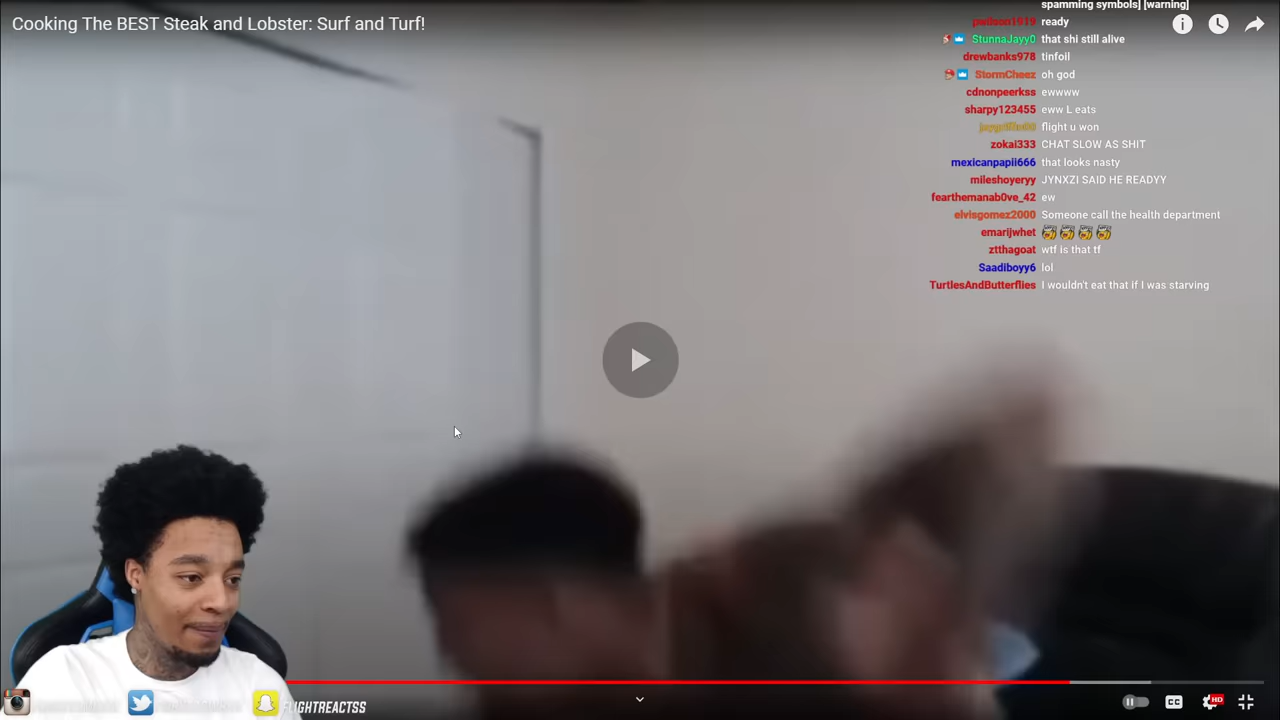 Cooking The BEST Steak and Lobster: Surf and Turf!
spamming symbols] [warning]
ready
StunnaJayy0 that shi still alive
drewbanks978 tinfoil
StormCheez oh god
cdnonpeerkss ewwww
sharpy123455 eww L eats
flight u won
zokai333 CHAT SLOW AS SHIT
mexicanpapii666 that looks nasty
mileshoyeryy JYNXZI SAID HE READYY
fearthemanab0ve_42 ew
elvisgomez2000 Someone call the health department
emarijwhet
ztthagoat wtf is that tf
Saadiboyy6 lol
TurtlesAndButterflies I wouldn't eat that if I was starving
FLIGHTREACTSS
CC
HD